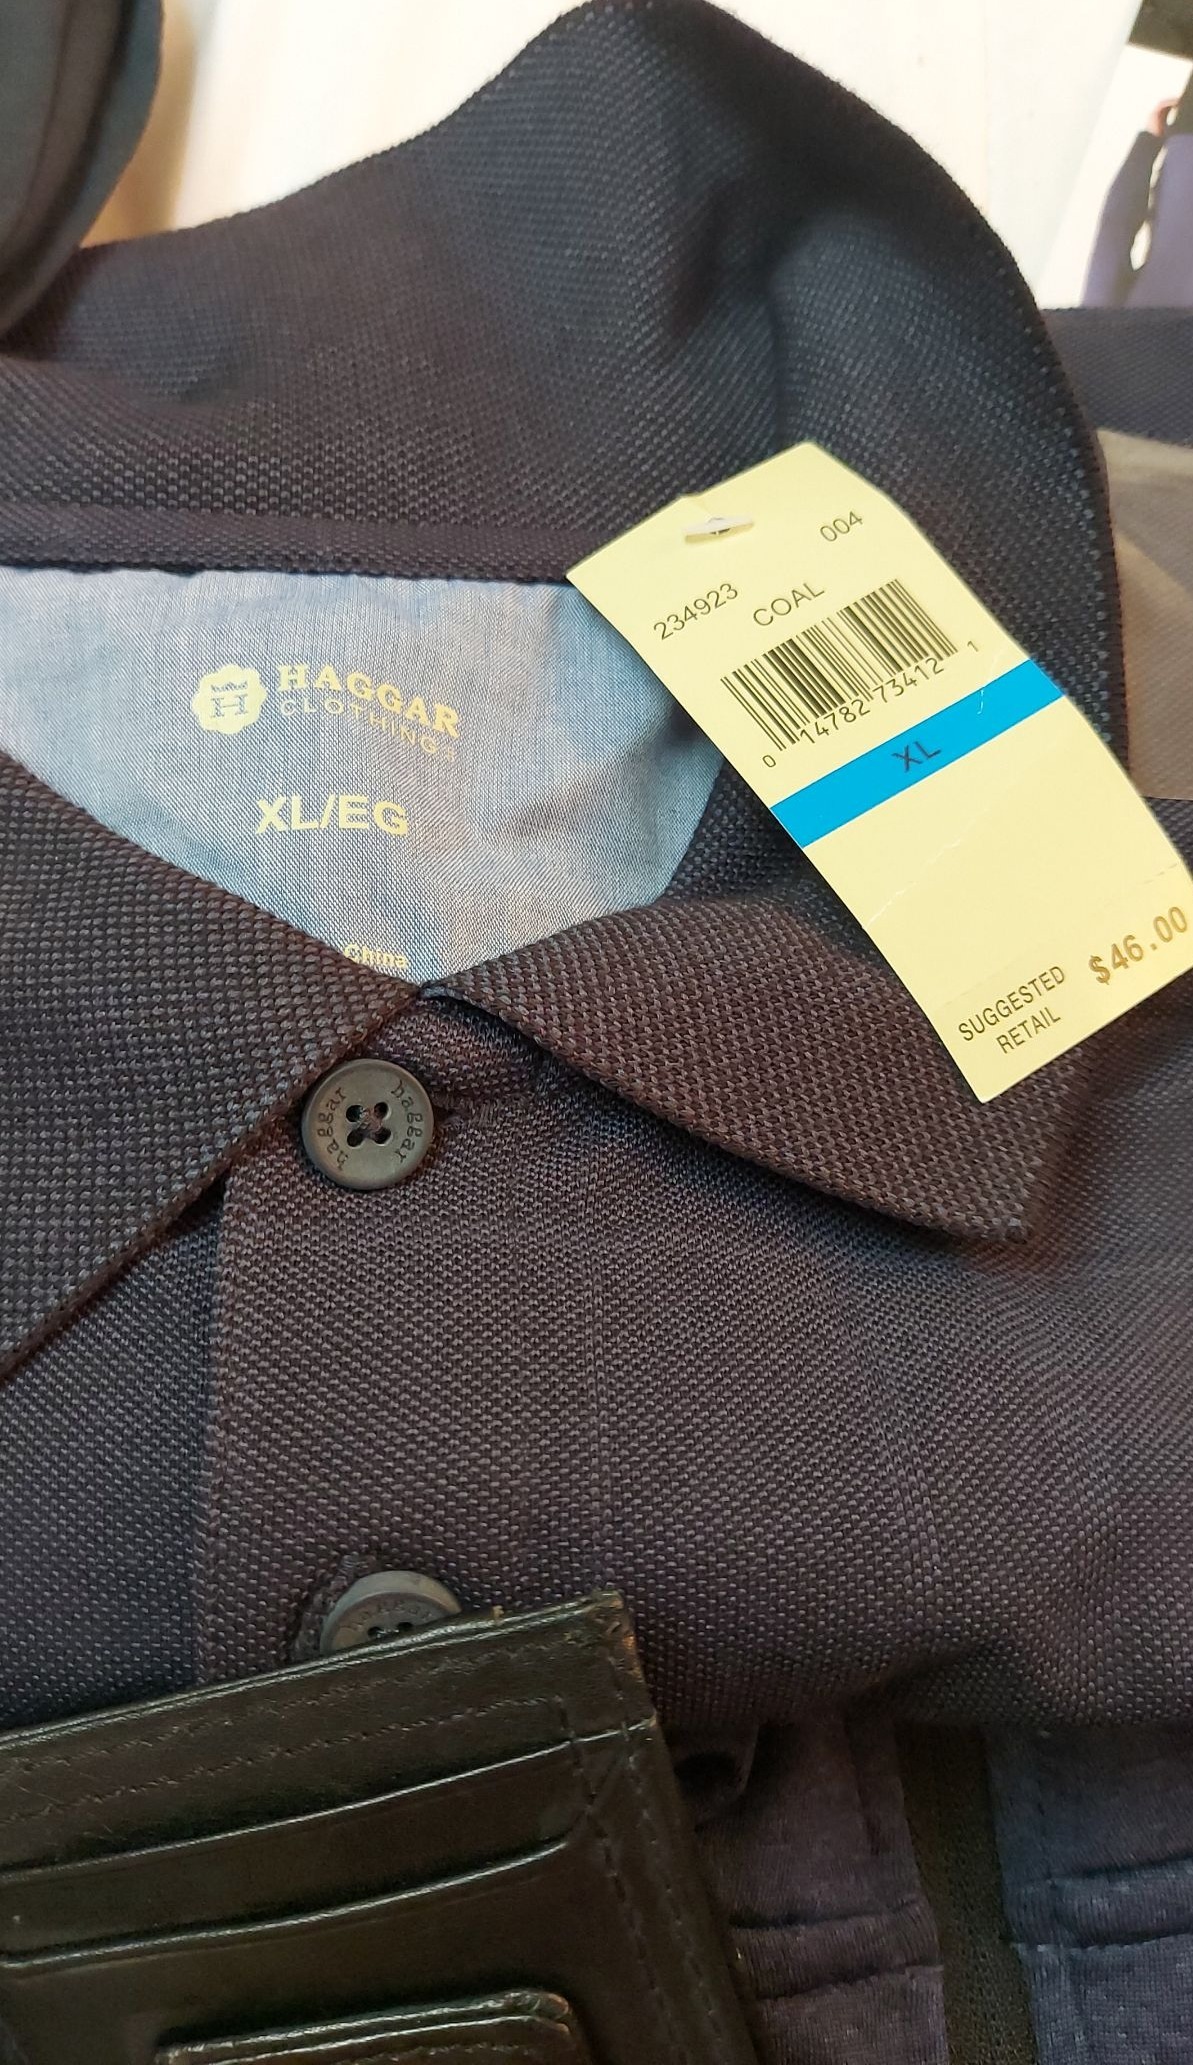 004
234923
COAL
0 14782 73412 1
XL
$46.00
SUGGESTED
RETAIL
H
HAGGAR
CLOTHING
XL/EG
China
haggar haggar
haggar